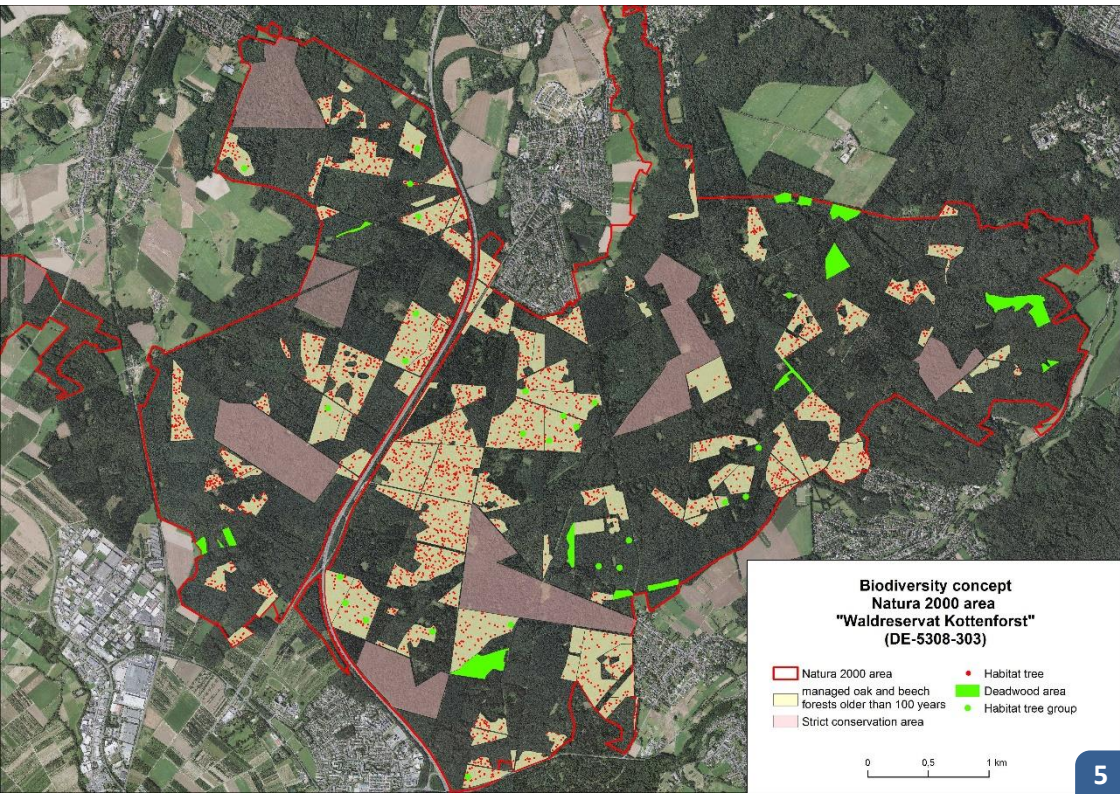 Biodiversity concept
Natura 2000 area
"Waldreservat Kottenforst"
(DE-5308-303)
Natura 2000 area
managed oak and beech
forests older than 100 years
Strict conservation area
Habitat tree
Deadwood area
Habitat tree group
0 0,5 1 km
5